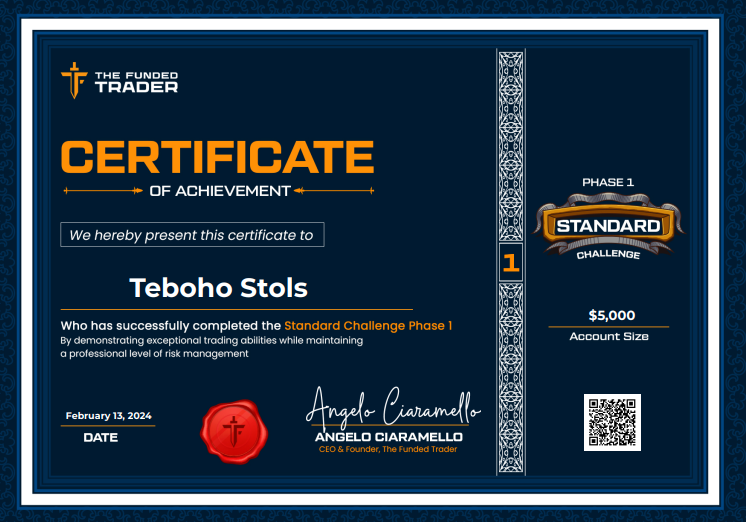 THE FUNDED
TRADER
CERTIFICATE
OF ACHIEVEMENT
We hereby present this certificate to
Teboho Stols
Who has successfully completed the Standard Challenge Phase 1
By demonstrating exceptional trading abilities while maintaining
a professional level of risk management
February 13, 2024
DATE
Angelo Ciaramello
ANGELO CIARAMELLO
CEO & Founder, The Funded Trader
1
PHASE 1
STANDARD
CHALLENGE
$5,000
Account Size